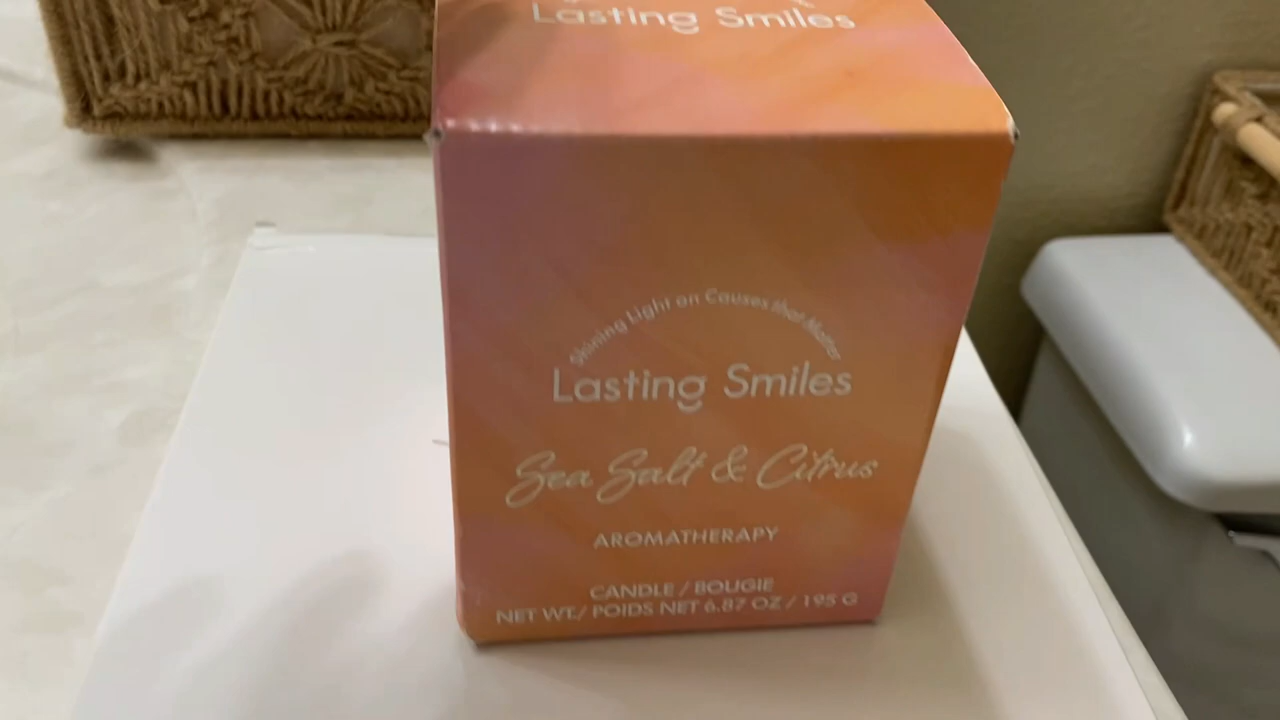 Lasting Smiles
Shining Light on Causes that Matter
Lasting Smiles
Sea Salt & Citrus
AROMATHERAPY
CANDLE / BOUGIE
NET WT./ POIDS NET 6.87 OZ / 195 G